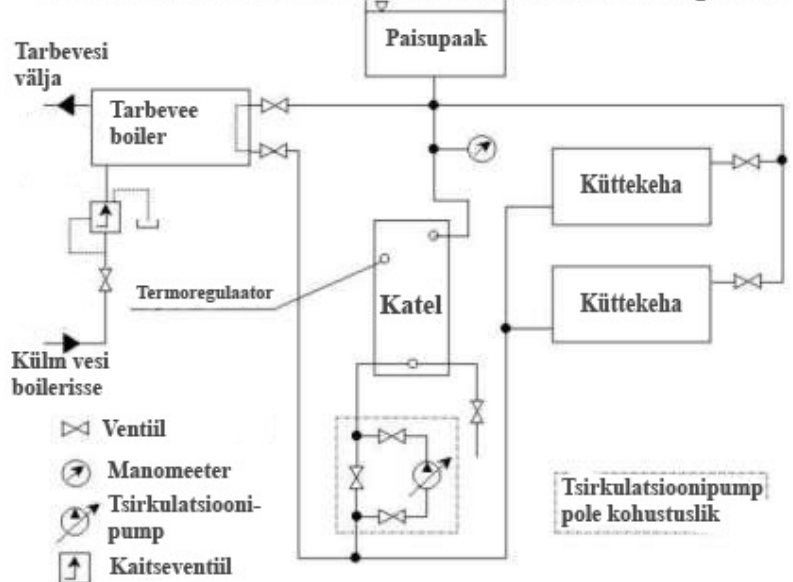 Paisupaak
Tarbevesi
välja
Tarbevee
boiler
Küttekeha
Termoregulaator
Katel
Küttekeha
Külm vesi
boilerisse
Ventiil
Manomeeter
Tsirkulatsiooni-
pump
Kaitseventiil
Tsirkulatsioonipump
pole kohustuslik